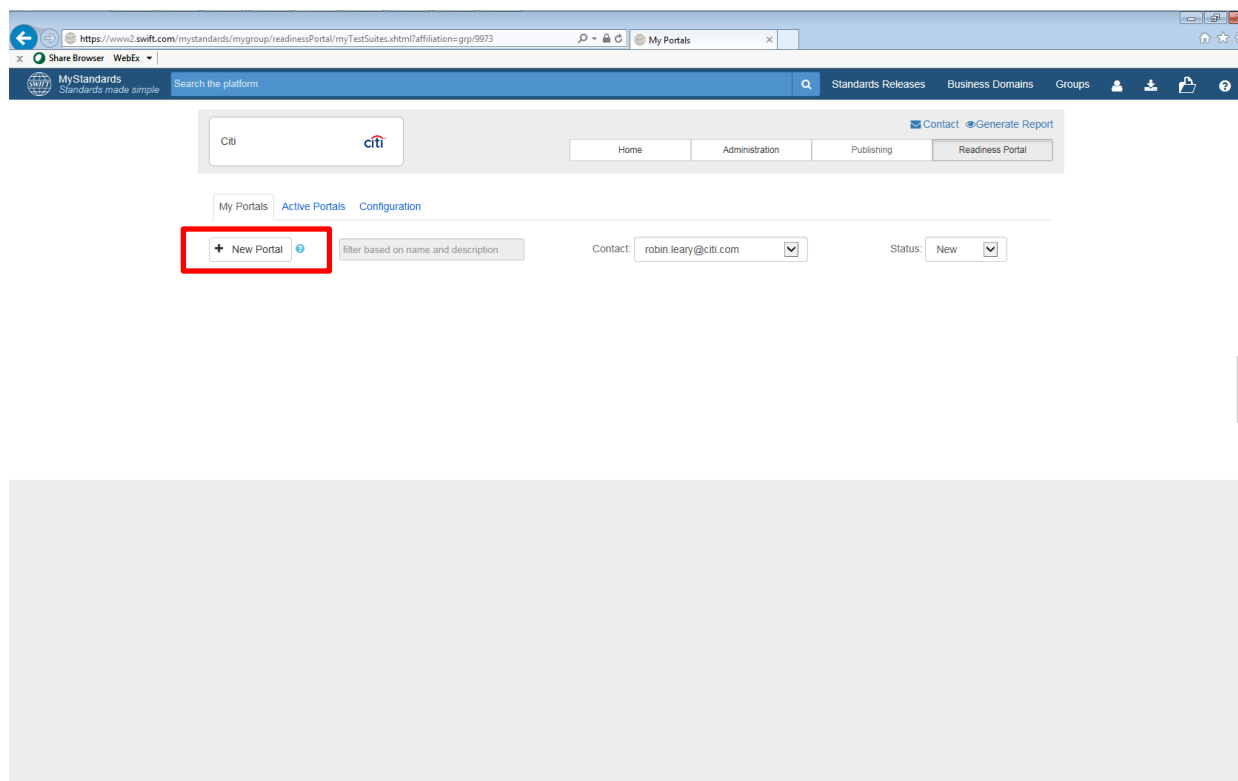 https://www2.swift.com/mystandards/mygroup/readinessPortal/myTestSuites.xhtml?affiliation=grp/9973
My Portals
x Share Browser WebEx
SWIFT MyStandards
Standards made simple
Search the platform
Standards Releases Business Domains Groups
Contact Generate Report
Citi citi
Home Administration Publishing Readiness Portal
My Portals Active Portals Configuration
+ New Portal filter based on name and description Contact: robin.leary@citi.com Status: New